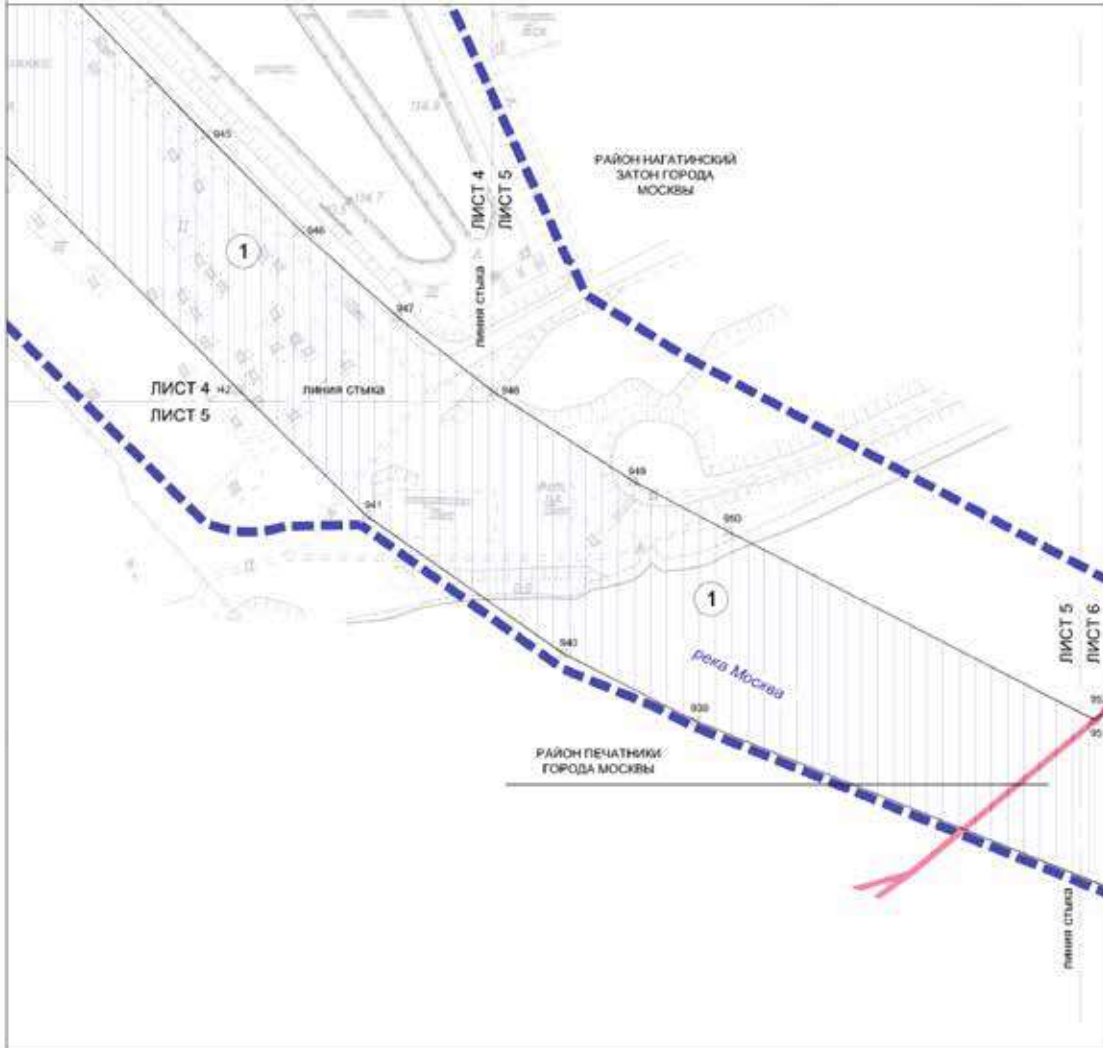 945
РАЙОН НАГАТИНСКИЙ
ЗАТОН ГОРОДА
МОСКВЫ
ЛИСТ 4
ЛИСТ 5
линия стыка
946
1
947
ЛИСТ 4
ЛИСТ 5
линия стыка
948
949
950
941
1
940
река Москва
939
ЛИСТ 5
ЛИСТ 6
РАЙОН ПЕЧАТНИКИ
ГОРОДА МОСКВЫ
линия стыка